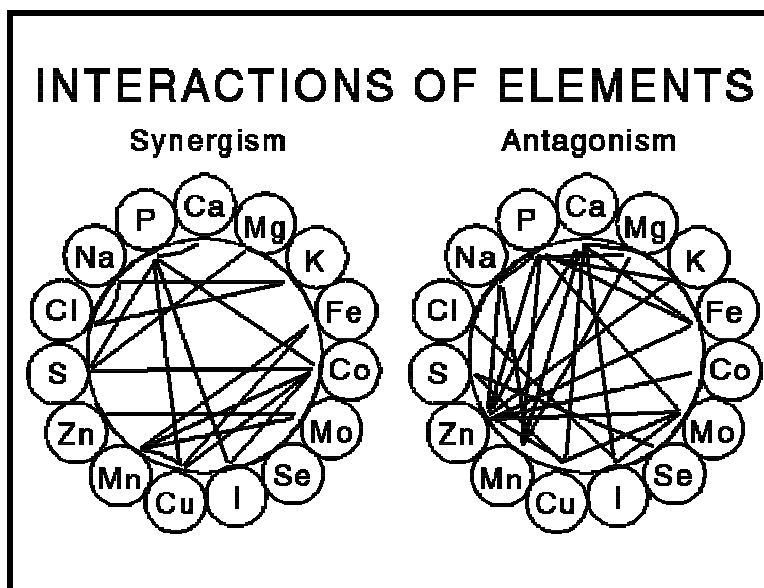 INTERACTIONS OF ELEMENTS
Synergism
Ca
P
Mg
Na
K
Cl
Fe
S
Co
Zn
Mo
Mn
Se
Cu
I
Antagonism
Ca
P
Mg
Na
K
Cl
Fe
S
Co
Zn
Mo
Mn
Se
Cu
I